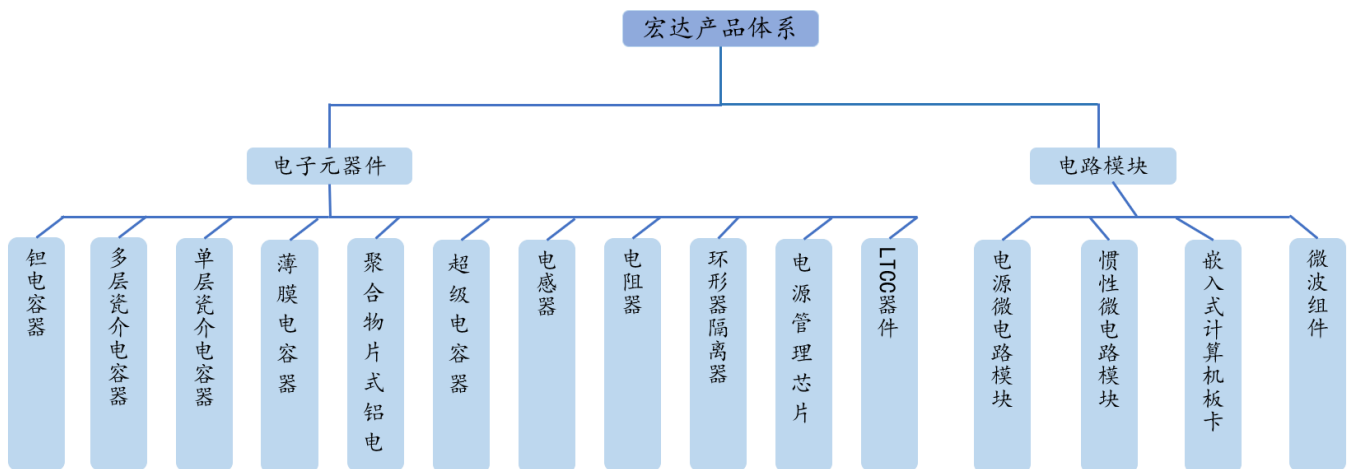 宏达产品体系
电子元器件
电路模块
钽电容器
多层瓷介电容器
单层瓷介电容器
薄膜电容器
聚合物片式铝电
超级电容器
电感器
电阻器
环形器隔离器
电源管理芯片
LTCC器件
电源微电路模块
惯性微电路模块
嵌入式计算机板卡
微波组件